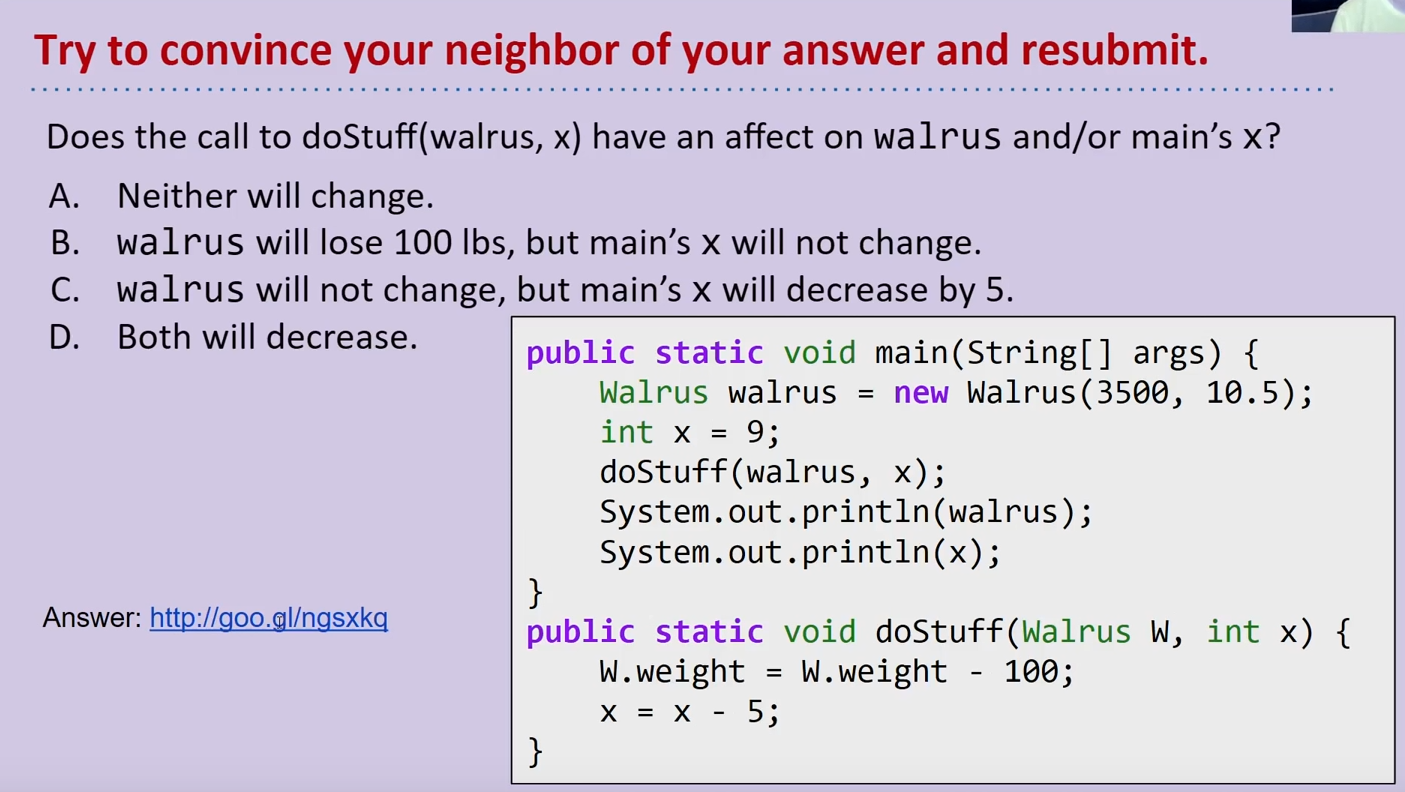 Try to convince your neighbor of your answer and resubmit.
Does the call to doStuff(walrus, x) have an affect on walrus and/or main's x?
A. Neither will change.
B. walrus will lose 100 lbs, but main's x will not change.
C. walrus will not change, but main's x will decrease by 5.
D. Both will decrease.
public static void main(String[] args) {
    Walrus walrus = new Walrus(3500, 10.5);
    int x = 9;
    doStuff(walrus, x);
    System.out.println(walrus);
    System.out.println(x);
}
public static void doStuff(Walrus W, int x) {
    W.weight = W.weight - 100;
    x = x - 5;
}
Answer: http://goo.gl/ngsxkq